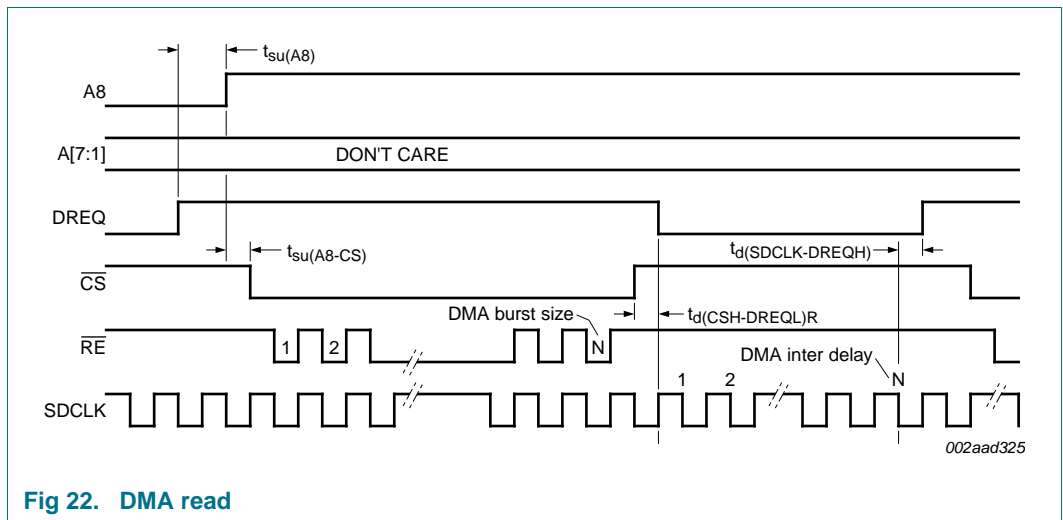 tsu(A8)
A8
A[7:1] DON'T CARE
DREQ
tsu(A8-CS) td(SDCLK-DREQH)
CS
DMA burst size td(CSH-DREQL)R
RE 1 2 N DMA inter delay
1 2 N
SDCLK
002aad325
Fig 22. DMA read